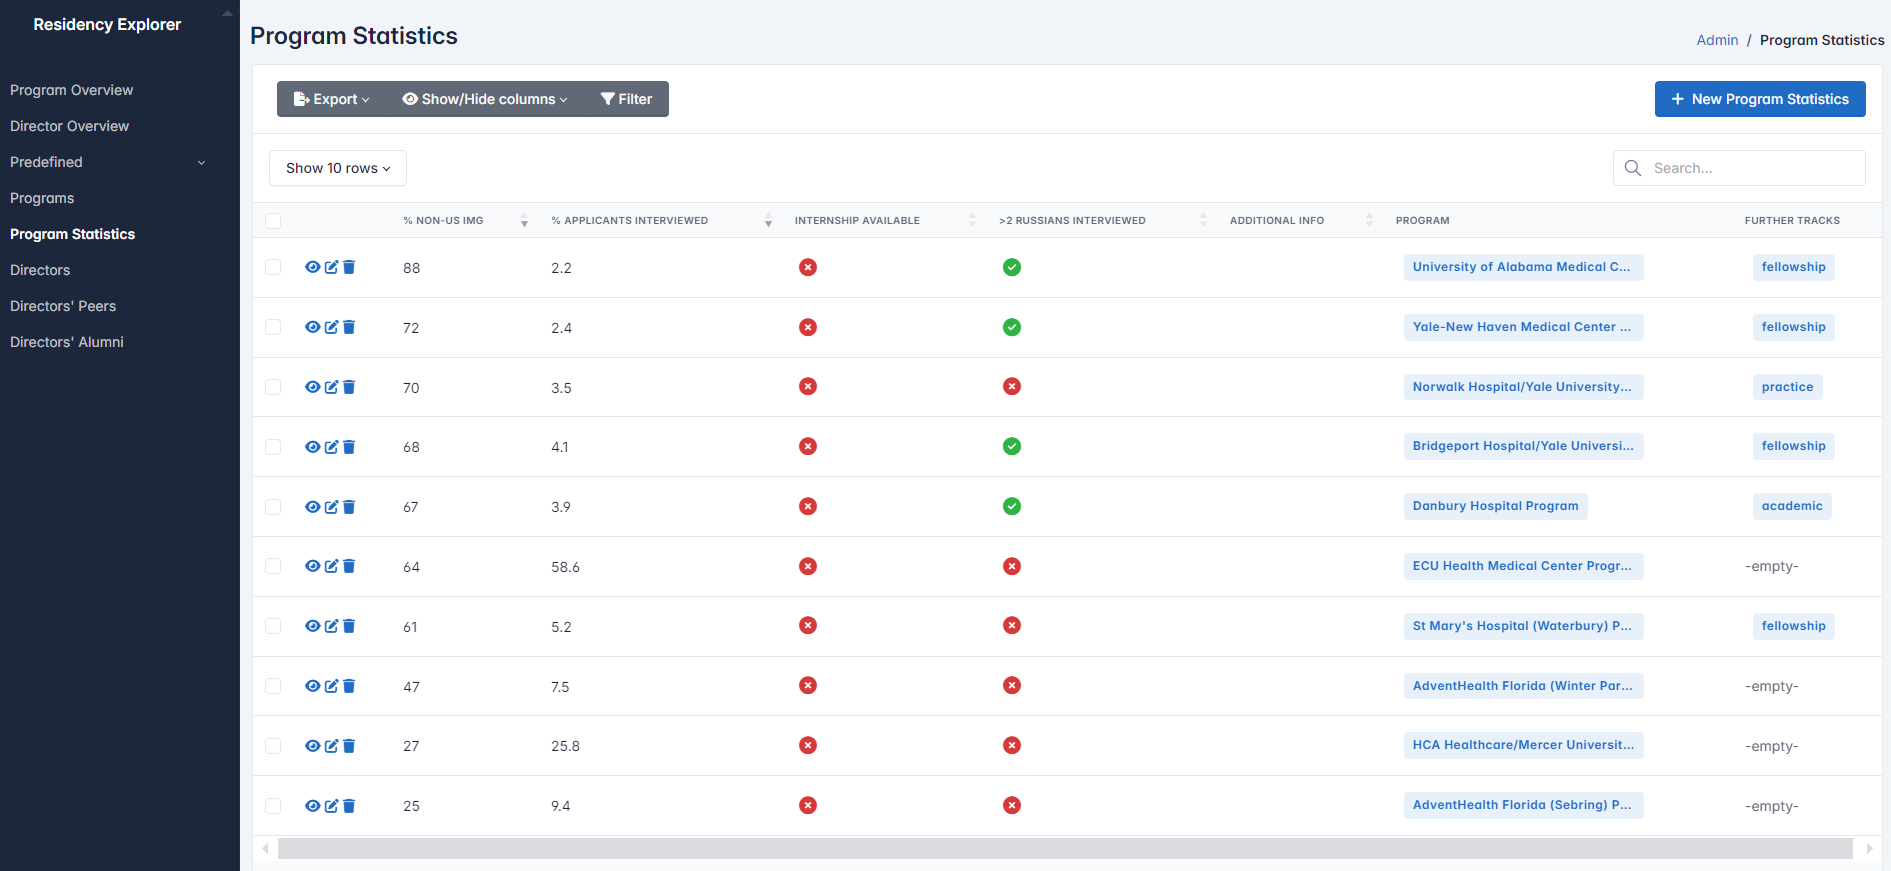 Residency Explorer
Program Overview
Director Overview
Predefined
Programs
Program Statistics
Directors
Directors' Peers
Directors' Alumni
Program Statistics
Admin / Program Statistics
Export Show/Hide columns Filter
+ New Program Statistics
Show 10 rows
Search...
% NON-US IMG % APPLICANTS INTERVIEWED INTERNSHIP AVAILABLE >2 RUSSIANS INTERVIEWED ADDITIONAL INFO PROGRAM FURTHER TRACKS
88 2.2 University of Alabama Medical C... fellowship
72 2.4 Yale-New Haven Medical Center ... fellowship
70 3.5 Norwalk Hospital/Yale University... practice
68 4.1 Bridgeport Hospital/Yale Universi... fellowship
67 3.9 Danbury Hospital Program academic
64 58.6 ECU Health Medical Center Progr... -empty-
61 5.2 St Mary's Hospital (Waterbury) P... fellowship
47 7.5 AdventHealth Florida (Winter Par... -empty-
27 25.8 HCA Healthcare/Mercer Universit... -empty-
25 9.4 AdventHealth Florida (Sebring) P... -empty-